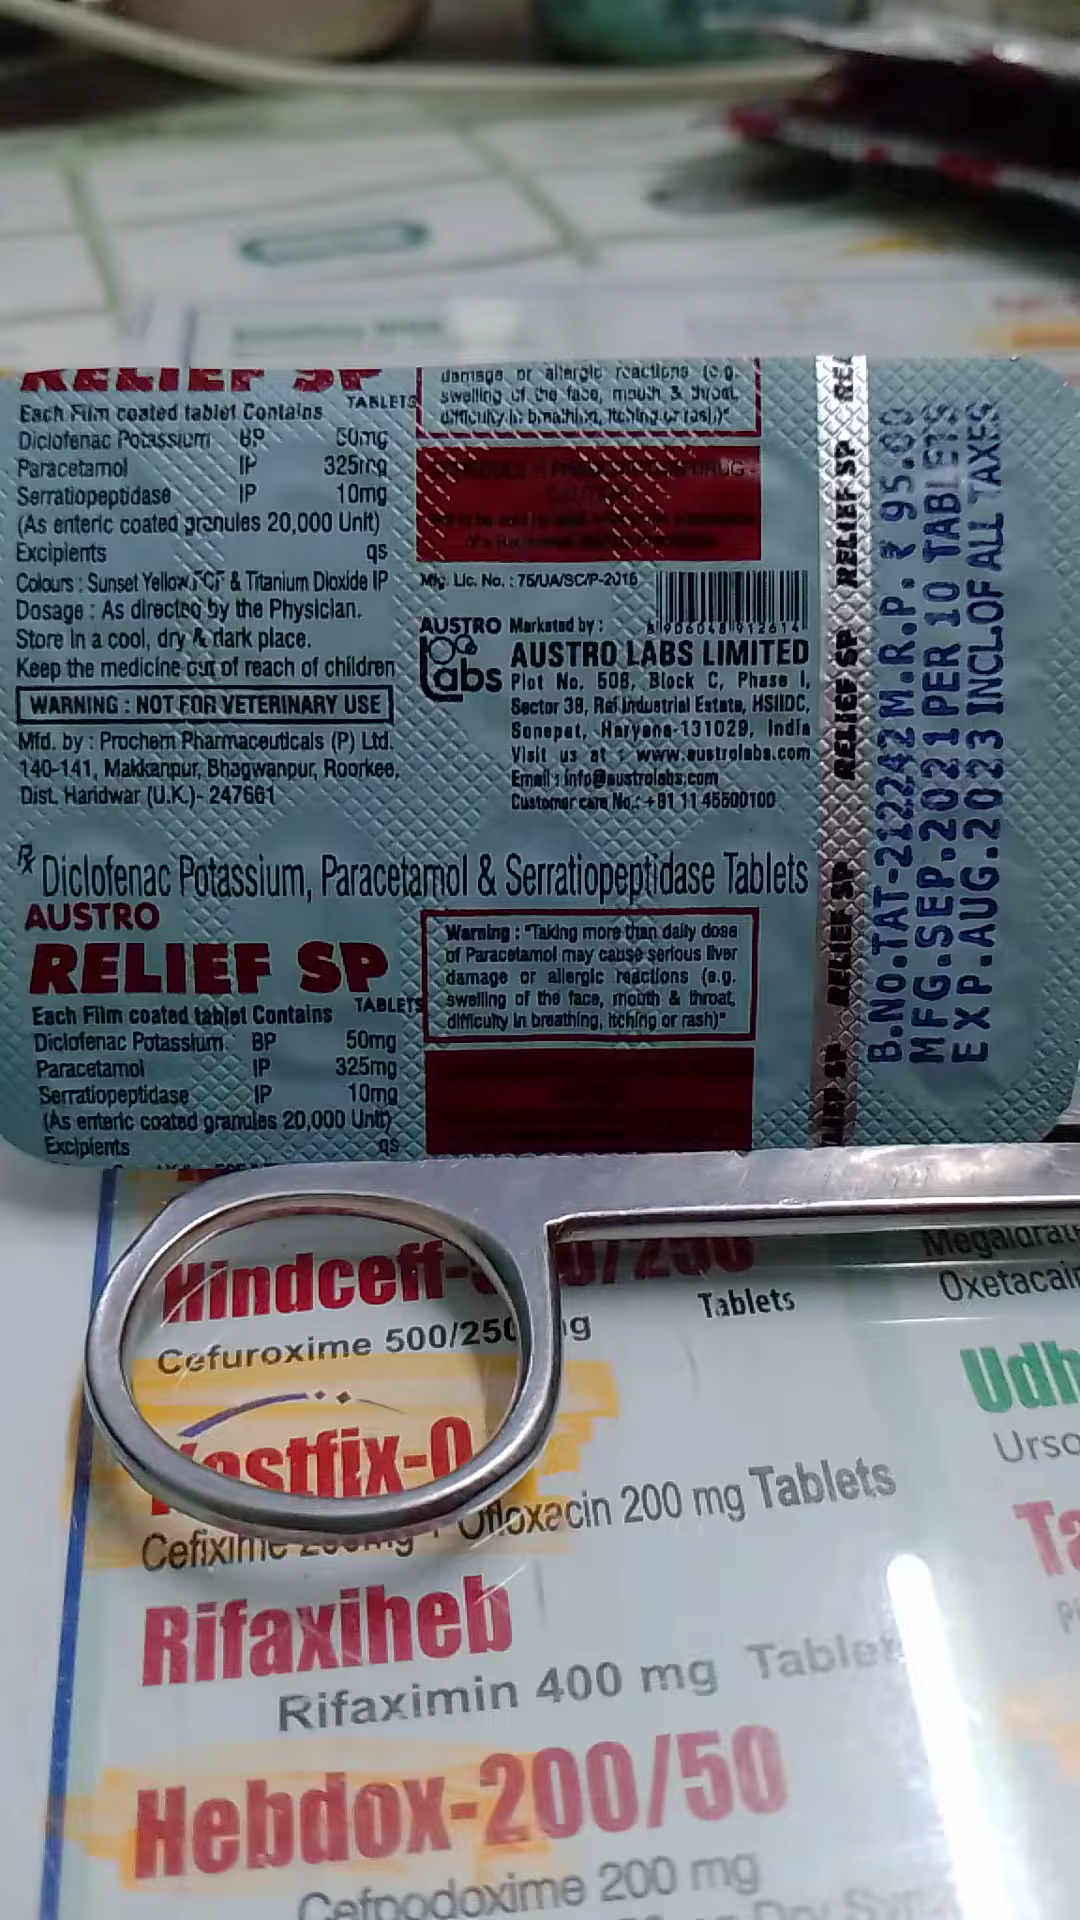 RELIEF SP
TABLETS
Each Film coated tablet Contains
Diclofenac Potassium BP 50mg
Paracetamol IP 325mg
Serratiopeptidase IP 10mg
(As enteric coated granules 20,000 Unit)
Excipients qs
Colours : Sunset Yellow FCF & Titanium Dioxide IP
Dosage : As directed by the Physician.
Store in a cool, dry & dark place.
Keep the medicine out of reach of children
WARNING : NOT FOR VETERINARY USE
Mfd. by : Prochem Pharmaceuticals (P) Ltd.
140-141, Makkanpur, Bhagwanpur, Roorkee,
Dist. Haridwar (U.K.)- 247661
damage or allergic reactions (e.g.
swelling of the face, mouth & throat,
difficulty in breathing, itching or rash)"
Mfg. Lic. No. : 75/UA/SC/P-2016
8 906048 912614
AUSTRO
labs
Marketed by :
AUSTRO LABS LIMITED
Plot No. 508, Block C, Phase I,
Sector 38, Rai Industrial Estate, HSIIDC,
Sonepat, Haryana-131029, India
Visit us at : www.austrolabs.com
Email : info@austrolabs.com
Customer care No.: +91 11 45600100
Rx Diclofenac Potassium, Paracetamol & Serratiopeptidase Tablets
AUSTRO
RELIEF SP
TABLETS
Each Film coated tablet Contains
Diclofenac Potassium BP 50mg
Paracetamol IP 325mg
Serratiopeptidase IP 10mg
(As enteric coated granules 20,000 Unit)
Excipients qs
Warning : "Taking more than daily dose
of Paracetamol may cause serious liver
damage or allergic reactions (e.g.
swelling of the face, mouth & throat,
difficulty in breathing, itching or rash)"
RELIEF SP RELIEF SP RELIEF SP RELIEF SP
B.No.TAT-212242 M.R.P. ₹ 95.00
MFG.SEP.2021 PER 10 TABLETS
EXP.AUG.2023 INCL.OF ALL TAXES
Hindceff- /250
Tablets
Cefuroxime 500/250
Cefixime Ofloxacin 200 mg Tablets
Rifaxiheb
Rifaximin 400 mg Tablets
Hebdox-200/50
Cefpodoxime 200 mg
Dry
Oxetacain
Udh
Urso
Ta